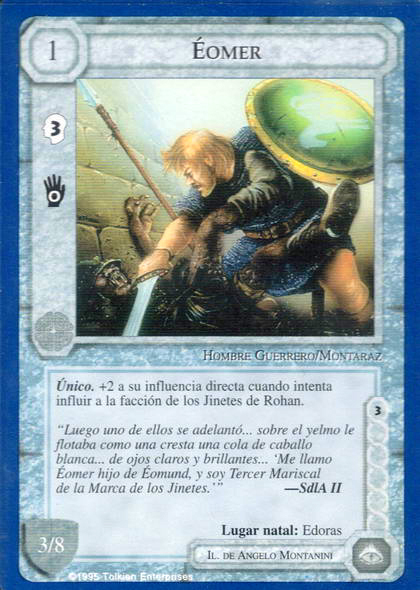 1
ÉOMER
3
0
HOMBRE GUERRERO/MONTARAZ
Único. +2 a su influencia directa cuando intenta
influir a la facción de los Jinetes de Rohan.
3
“Luego uno de ellos se adelantó... sobre el yelmo le
flotaba como una cresta una cola de caballo
blanca... de ojos claros y brillantes... ‘Me llamo
Éomer hijo de Éomund, y soy Tercer Mariscal
de la Marca de los Jinetes.’” —SdlA II
Lugar natal: Edoras
3/8
IL. DE ANGELO MONTANINI
©1995 Tolkien Enterprises